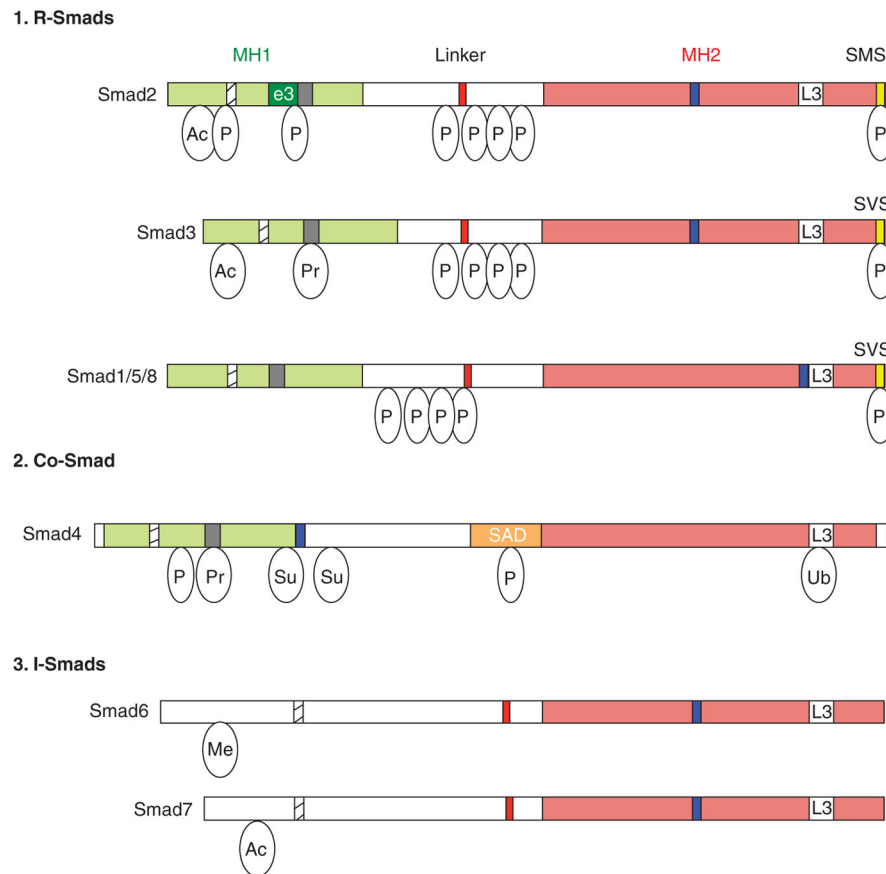 1. R-Smads
MH1 Linker MH2 SMS
Smad2 e3 L3
Ac P P P P P P P
SVS
Smad3 L3
Ac Pr P P P P P
SVS
Smad1/5/8 L3
P P P P P
2. Co-Smad
Smad4 SAD L3
P Pr Su Su P Ub
3. I-Smads
Smad6 L3
Me
Smad7 L3
Ac